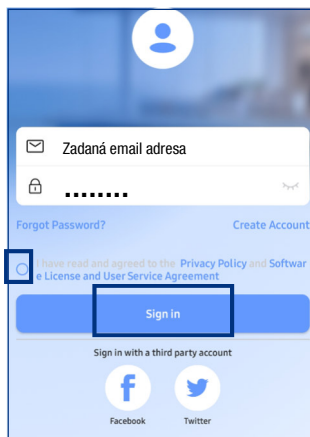 Zadaná email adresa
........
Forgot Password? Create Account
I have read and agreed to the Privacy Policy and Softwar
e License and User Service Agreement
Sign in
Sign in with a third party account
Facebook Twitter